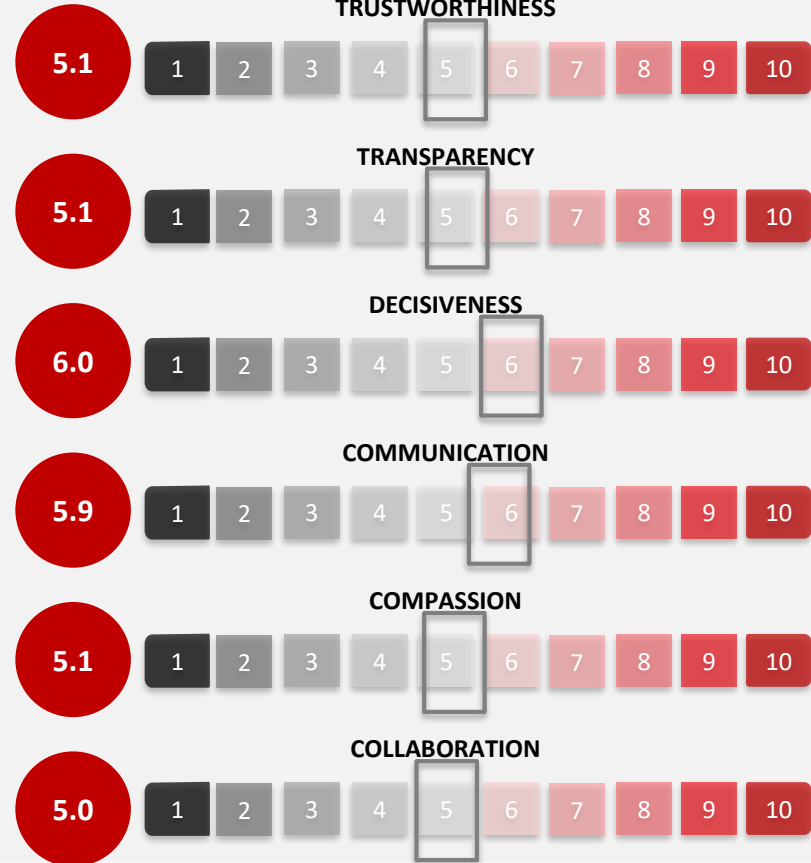 TRUSTWORTHINESS
5.1 1 2 3 4 5 6 7 8 9 10
TRANSPARENCY
5.1 1 2 3 4 5 6 7 8 9 10
DECISIVENESS
6.0 1 2 3 4 5 6 7 8 9 10
COMMUNICATION
5.9 1 2 3 4 5 6 7 8 9 10
COMPASSION
5.1 1 2 3 4 5 6 7 8 9 10
COLLABORATION
5.0 1 2 3 4 5 6 7 8 9 10